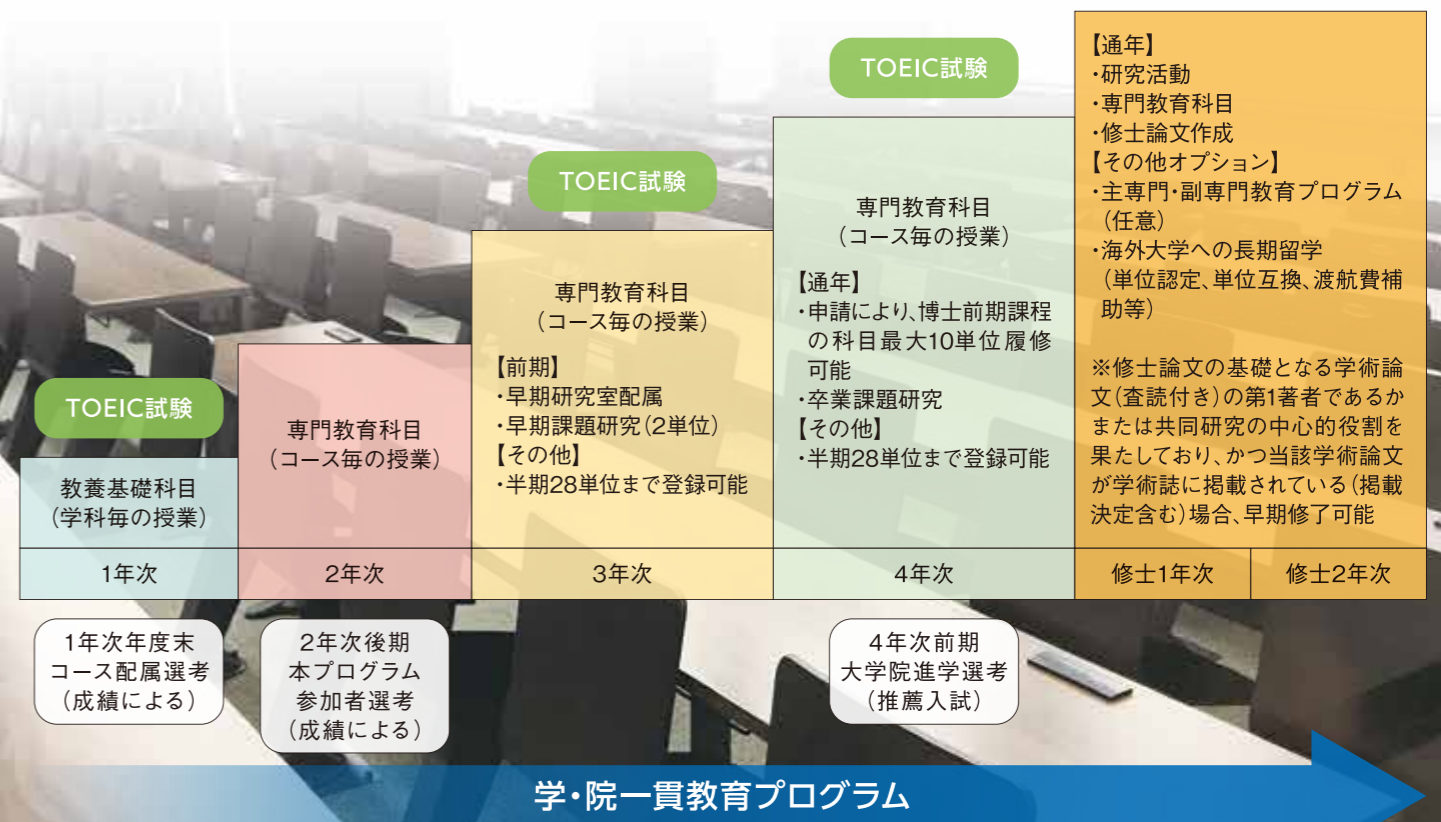 TOEIC試験
教養基礎科目
(学科毎の授業)
1年次
1年次年度末
コース配属選考
(成績による)
専門教育科目
(コース毎の授業)
2年次
2年次後期
本プログラム
参加者選考
(成績による)
TOEIC試験
専門教育科目
(コース毎の授業)
【前期】
・早期研究室配属
・早期課題研究(2単位)
【その他】
・半期28単位まで登録可能
3年次
TOEIC試験
専門教育科目
(コース毎の授業)
【通年】
・申請により、博士前期課程
の科目最大10単位履修
可能
・卒業課題研究
【その他】
・半期28単位まで登録可能
4年次
4年次前期
大学院進学選考
(推薦入試)
【通年】
・研究活動
・専門教育科目
・修士論文作成
【その他オプション】
・主専門・副専門教育プログラム
(任意)
・海外大学への長期留学
(単位認定、単位互換、渡航費補
助等)
※修士論文の基礎となる学術論
文(査読付き)の第1著者であるか
または共同研究の中心的役割を
果たしており、かつ当該学術論文
が学術誌に掲載されている(掲載
決定含む)場合、早期修了可能
修士1年次
修士2年次
学・院一貫教育プログラム